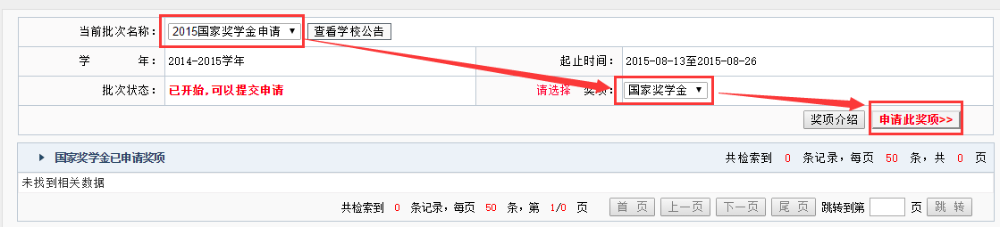 当前批次名称： 2015国家奖学金申请 查看学校公告
学 年： 2014-2015学年 起止时间： 2015-08-13至2015-08-26
批次状态： 已开始,可以提交申请 请选择 奖项： 国家奖学金
奖项介绍 申请此奖项>>
国家奖学金已申请奖项 共检索到 0 条记录，每页 50 条，共 0 页
未找到相关数据
共检索到 0 条记录，每页 50 条，第 1/0 页 首 页 上一页 下一页 尾 页 跳转到第 页 跳 转